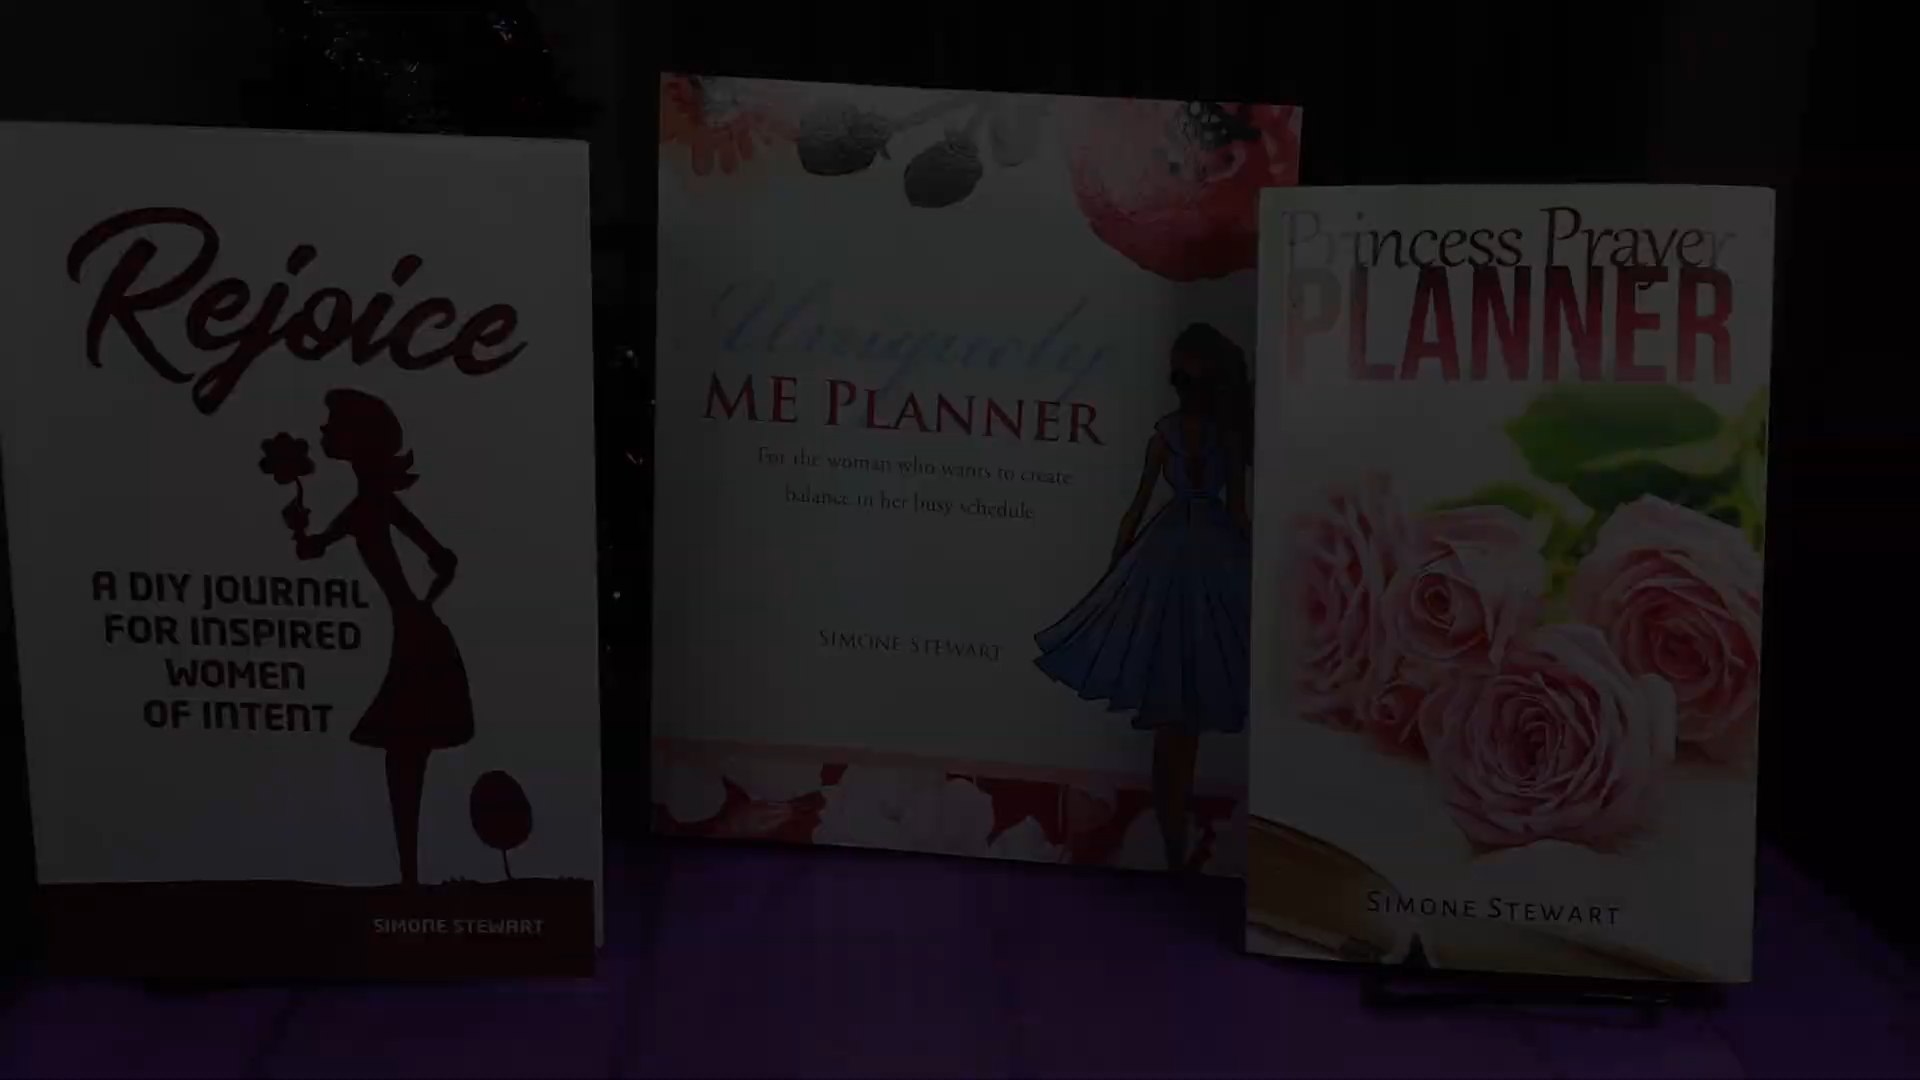 Rejoice
A DIY JOURNAL
FOR INSPIRED
WOMEN
OF INTENT
SIMONE STEWART
Uniquely
ME PLANNER
For the woman who wants to create
balance in her busy schedule
SIMONE STEWART
Princess Prayer
PLANNER
SIMONE STEWART